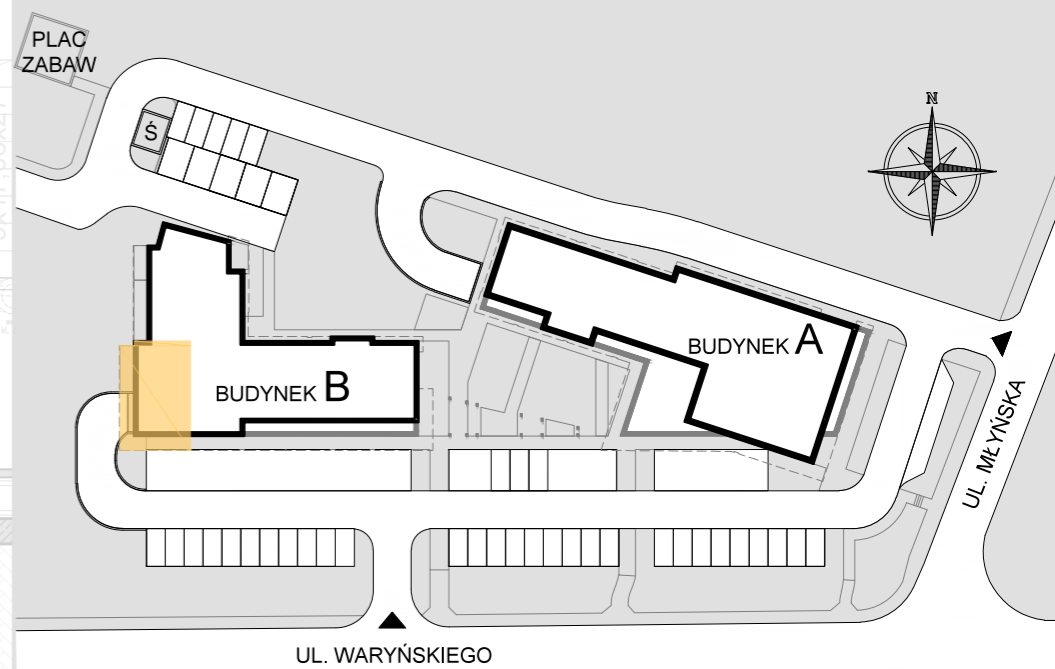 PLAC
ZABAW
Ś
N
BUDYNEK A
BUDYNEK B
UL. MŁYŃSKA
UL. WARYŃSKIEGO